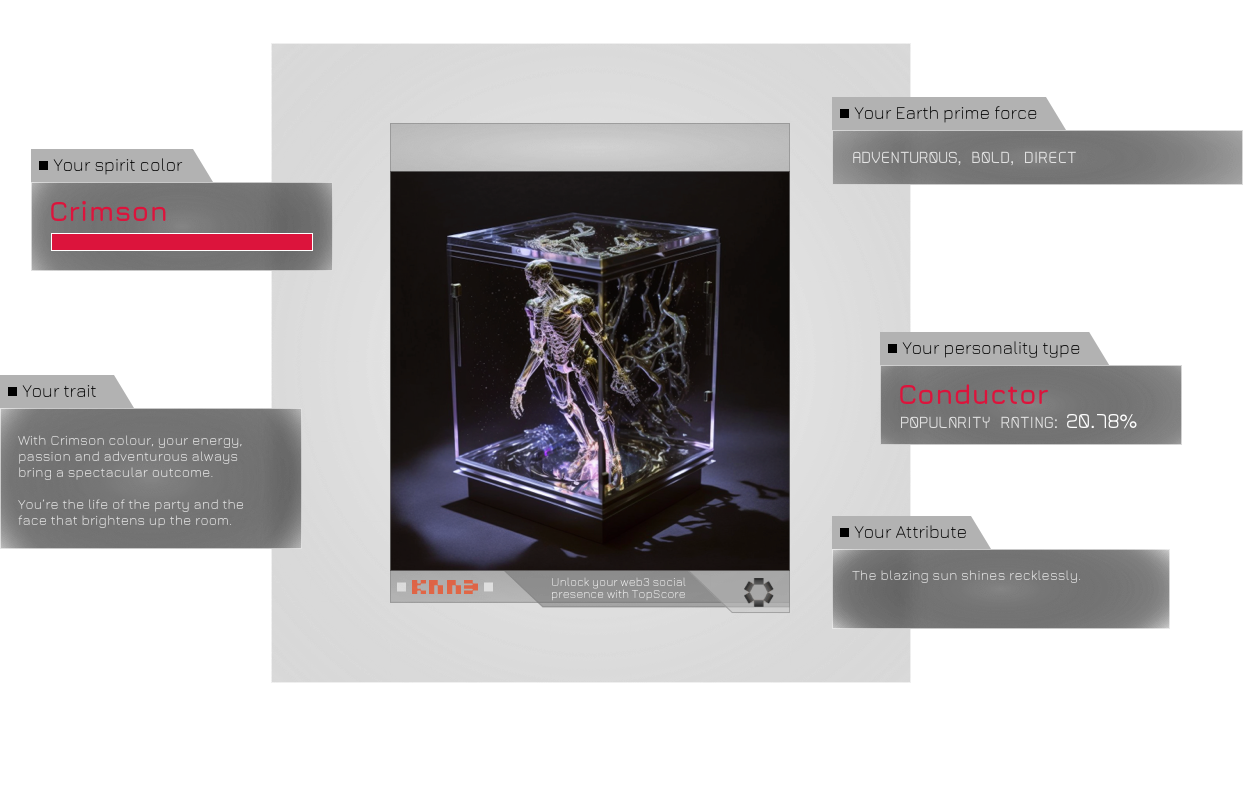 Your Earth prime force
ADVENTUROUS, BOLD, DIRECT
Your spirit color
Crimson
Your personality type
Conductor
POPULARITY RATING: 20.78%
Your trait
With Crimson colour, your energy,
passion and adventurous always
bring a spectacular outcome.
You're the life of the party and the
face that brightens up the room.
Your Attribute
The blazing sun shines recklessly.
KNN3
Unlock your web3 social
presence with TopScore